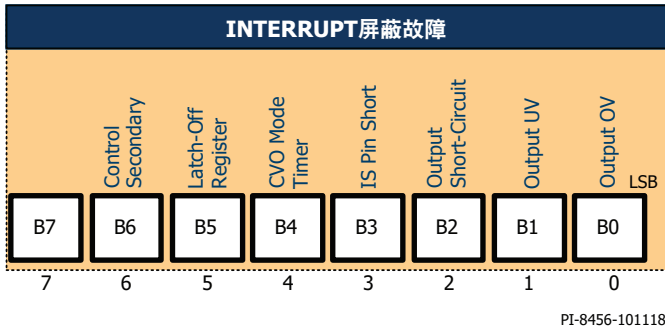 INTERRUPT屏蔽故障
Control
Secondary
Latch-Off
Register
CVO Mode
Timer
IS Pin Short
Output
Short-Circuit
Output UV
Output OV
LSB
B7 B6 B5 B4 B3 B2 B1 B0
7 6 5 4 3 2 1 0
PI-8456-101118